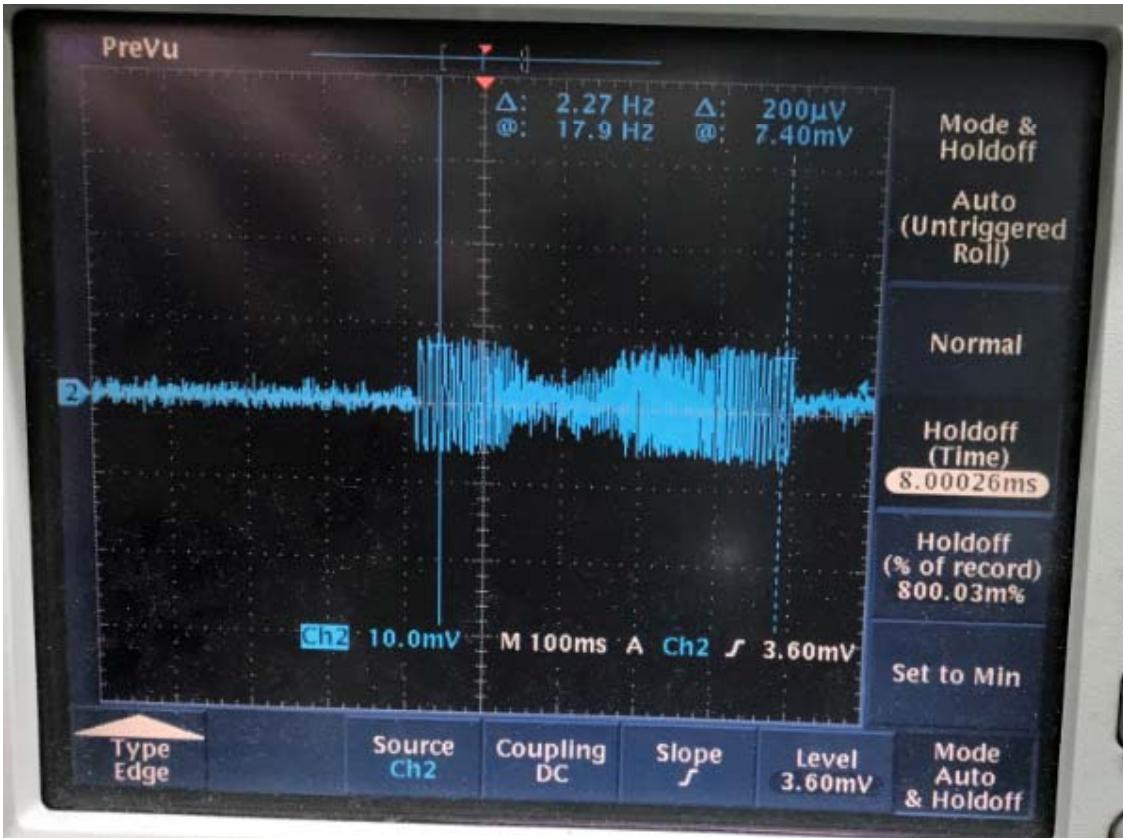 PreVu
Δ: 2.27 Hz Δ: 200µV
@: 17.9 Hz @: 7.40mV
Mode &
Holdoff
Auto
(Untriggered
Roll)
Normal
2
Holdoff
(Time)
8.00026ms
Holdoff
(% of record)
800.03m%
Ch2 10.0mV M 100ms A Ch2 ʃ 3.60mV
Set to Min
Type
Edge
Source
Ch2
Coupling
DC
Slope
ʃ
Level
3.60mV
Mode
Auto
& Holdoff